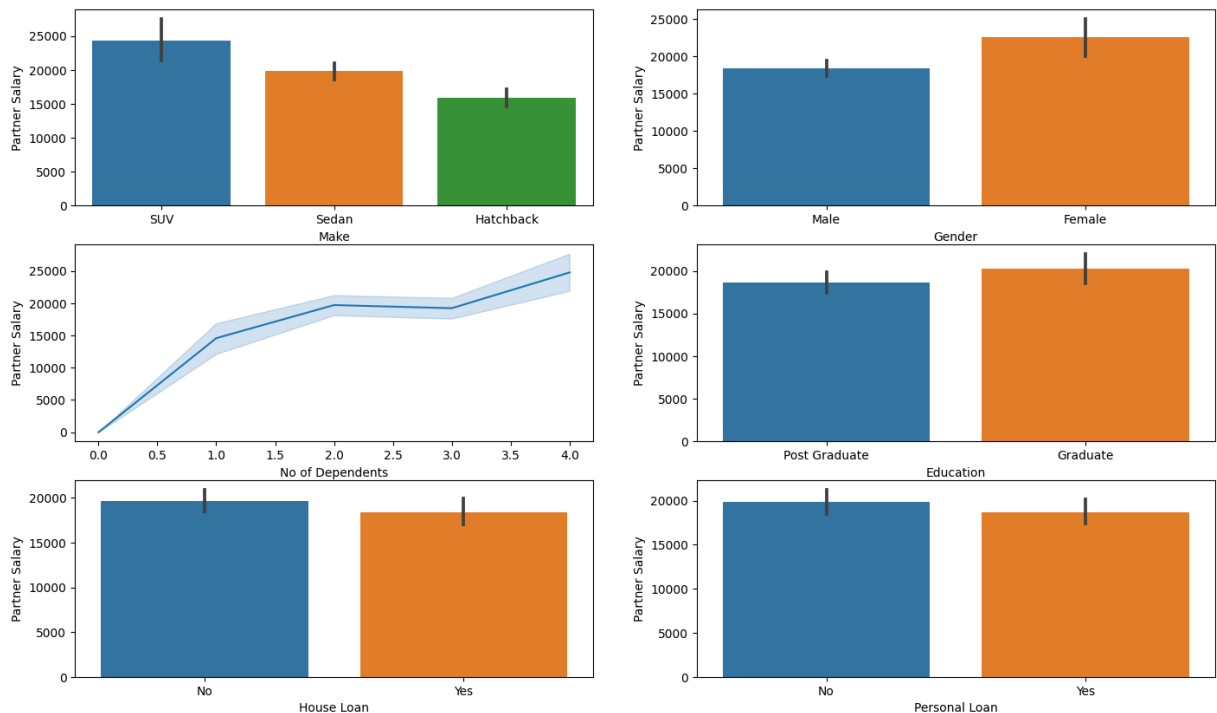 25000
20000
15000
10000
5000
0
Partner Salary
SUV Sedan Hatchback
Make
25000
20000
15000
10000
5000
0
Partner Salary
Male Female
Gender
25000
20000
15000
10000
5000
0
Partner Salary
0.0 0.5 1.0 1.5 2.0 2.5 3.0 3.5 4.0
No of Dependents
20000
15000
10000
5000
0
Partner Salary
Post Graduate Graduate
Education
20000
15000
10000
5000
0
Partner Salary
No Yes
House Loan
20000
15000
10000
5000
0
Partner Salary
No Yes
Personal Loan